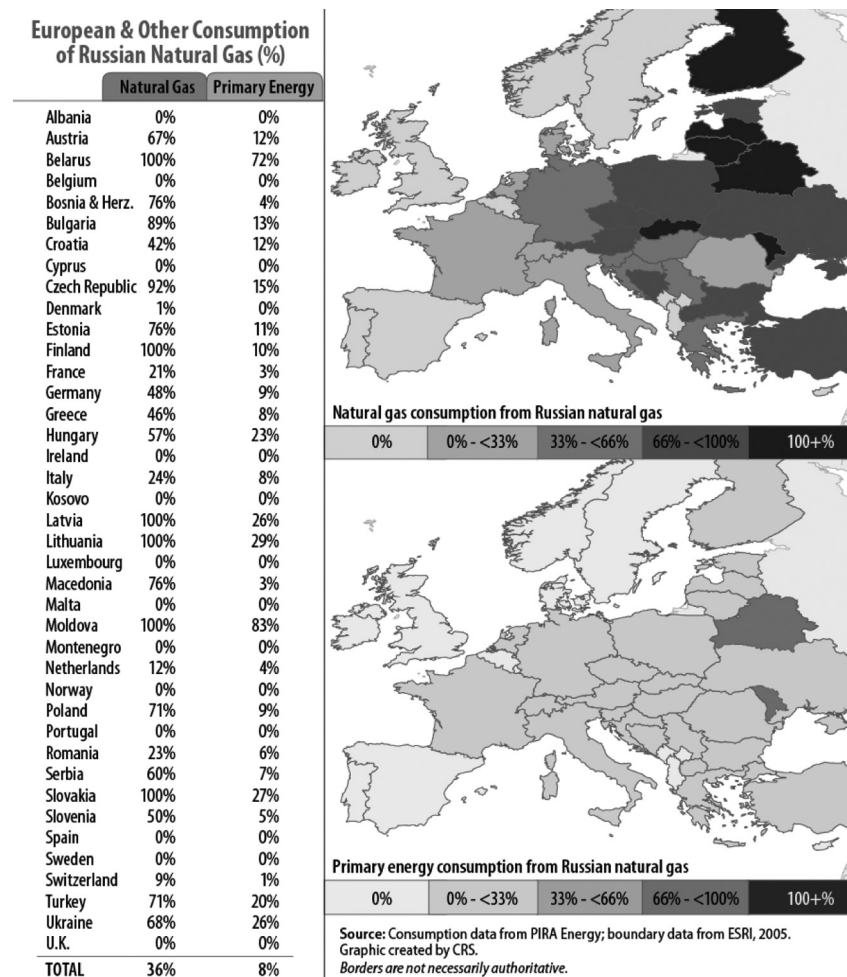 European & Other Consumption
of Russian Natural Gas (%)
Natural Gas Primary Energy
Albania 0% 0%
Austria 67% 12%
Belarus 100% 72%
Belgium 0% 0%
Bosnia & Herz. 76% 4%
Bulgaria 89% 13%
Croatia 42% 12%
Cyprus 0% 0%
Czech Republic 92% 15%
Denmark 1% 0%
Estonia 76% 11%
Finland 100% 10%
France 21% 3%
Germany 48% 9%
Greece 46% 8%
Hungary 57% 23%
Ireland 0% 0%
Italy 24% 8%
Kosovo 0% 0%
Latvia 100% 26%
Lithuania 100% 29%
Luxembourg 0% 0%
Macedonia 76% 3%
Malta 0% 0%
Moldova 100% 83%
Montenegro 0% 0%
Netherlands 12% 4%
Norway 0% 0%
Poland 71% 9%
Portugal 0% 0%
Romania 23% 6%
Serbia 60% 7%
Slovakia 100% 27%
Slovenia 50% 5%
Spain 0% 0%
Sweden 0% 0%
Switzerland 9% 1%
Turkey 71% 20%
Ukraine 68% 26%
U.K. 0% 0%
TOTAL 36% 8%
Natural gas consumption from Russian natural gas
0% 0% - <33% 33% - <66% 66% - <100% 100+%
Primary energy consumption from Russian natural gas
0% 0% - <33% 33% - <66% 66% - <100% 100+%
Source: Consumption data from PIRA Energy; boundary data from ESRI, 2005.
Graphic created by CRS.
Borders are not necessarily authoritative.